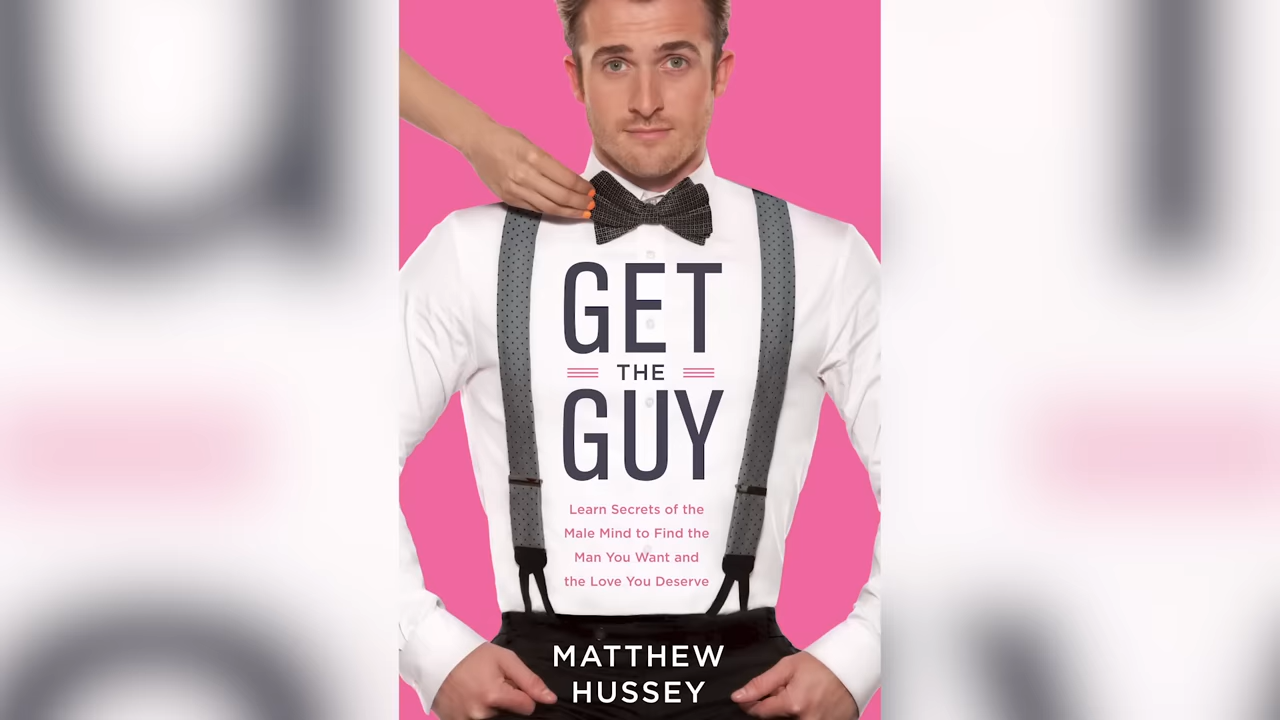 GET
THE
GUY
Learn Secrets of the
Male Mind to Find the
Man You Want and
the Love You Deserve
MATTHEW
HUSSEY